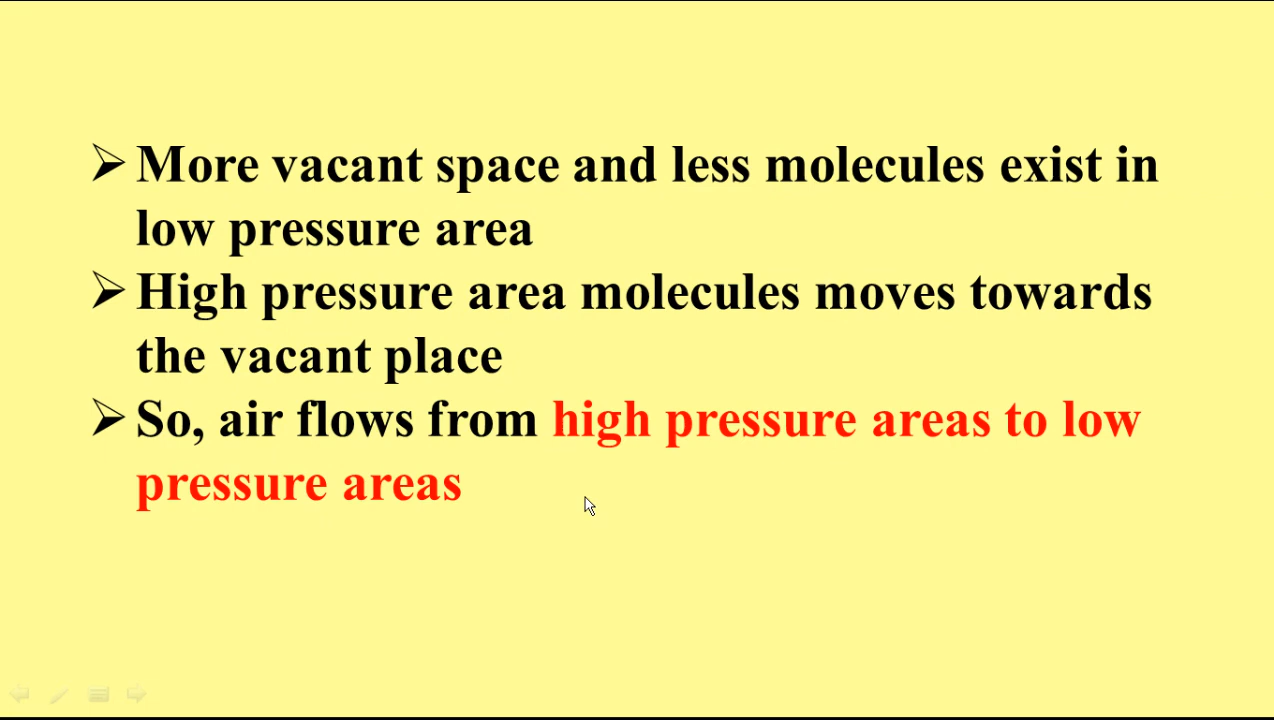 ➢ More vacant space and less molecules exist in
low pressure area
➢ High pressure area molecules moves towards
the vacant place
➢ So, air flows from high pressure areas to low
pressure areas